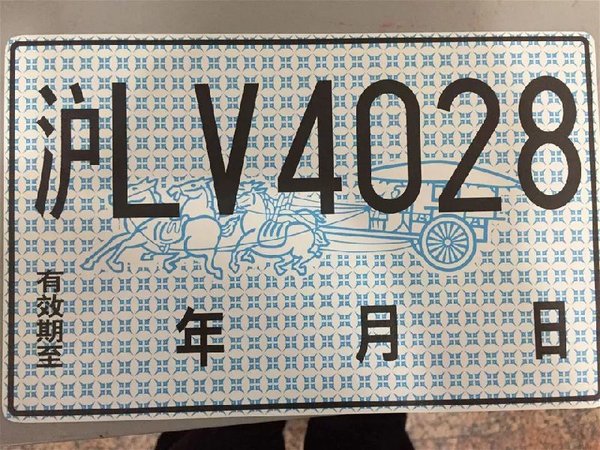 沪LV4028
有效期至
年 月 日